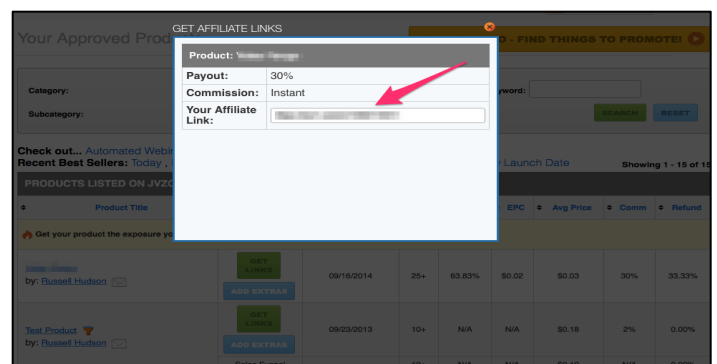 GET AFFILIATE LINKS
Your Approved Prod
D - FIND THINGS TO PROMOTE!
Product:
Payout: 30%
Commission: Instant
Your Affiliate
Link:
Catagory:
yword:
Subcategory:
SEARCH RESET
Check out... Automated Webin
Recent Best Sellers: Today , Launch Date Showing 1 - 15 of 15
PRODUCTS LISTED ON JVZO
Product Title EPC Avg Price Comm Refund
Get your product the exposure yo
GET
LINKS
ADD EXTRAS
09/16/2014 25+ 63.83% $0.02 $0.03 30% 33.33%
by: Russell Hudson
GET
LINKS
ADD EXTRAS
Test Product 09/23/2013 10+ N/A N/A $0.18 2% 0.00%
by: Russell Hudson